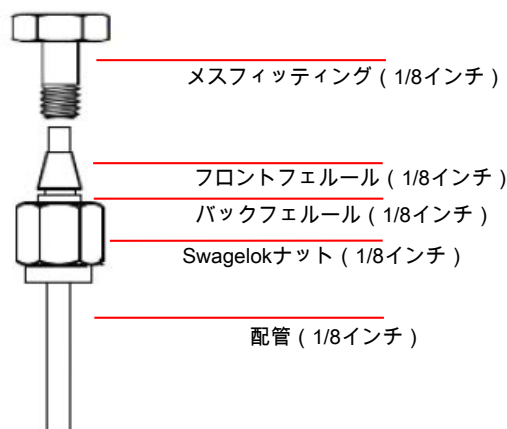 メスフィッティング（1/8インチ）
フロントフェルール（1/8インチ）
バックフェルール（1/8インチ）
Swagelokナット（1/8インチ）
配管（1/8インチ）